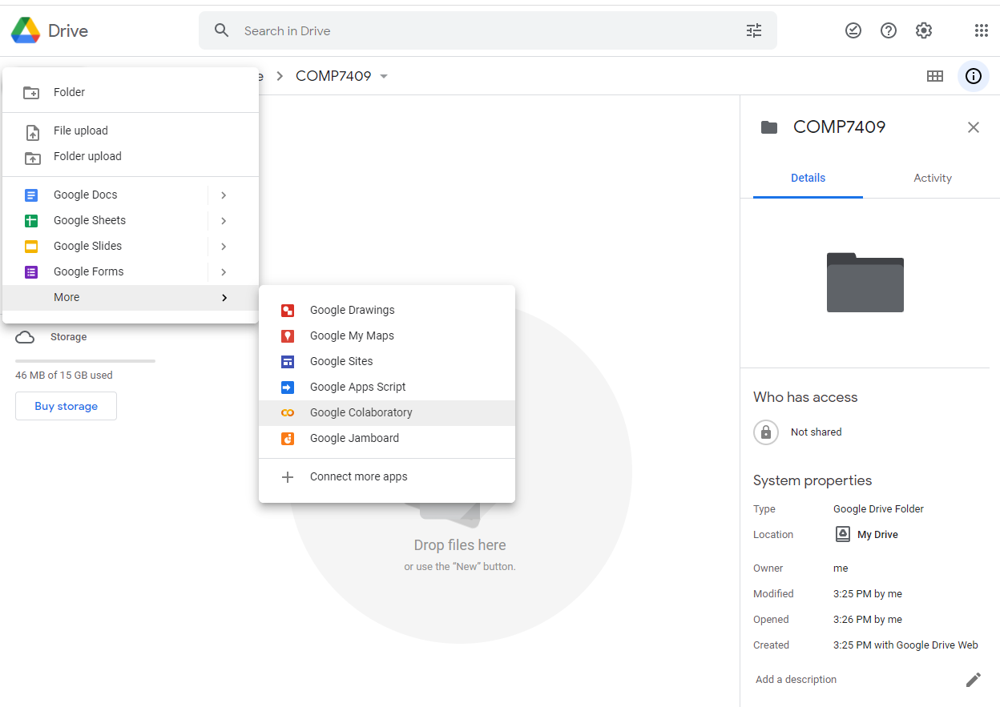 Drive
Search in Drive
COMP7409
Folder
File upload
Folder upload
Google Docs
Google Sheets
Google Slides
Google Forms
More
Storage
46 MB of 15 GB used
Buy storage
Google Drawings
Google My Maps
Google Sites
Google Apps Script
Google Colaboratory
Google Jamboard
Connect more apps
Drop files here
or use the “New” button.
COMP7409
Details Activity
Who has access
Not shared
System properties
Type Google Drive Folder
Location My Drive
Owner me
Modified 3:25 PM by me
Opened 3:26 PM by me
Created 3:25 PM with Google Drive Web
Add a description